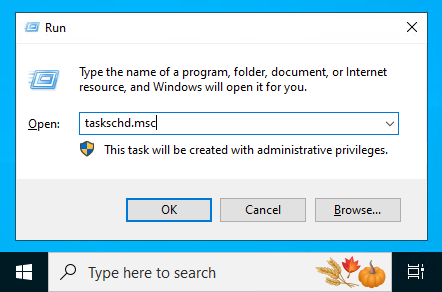 Run
Type the name of a program, folder, document, or Internet
resource, and Windows will open it for you.
Open: taskschd.msc
This task will be created with administrative privileges.
OK Cancel Browse...
Type here to search